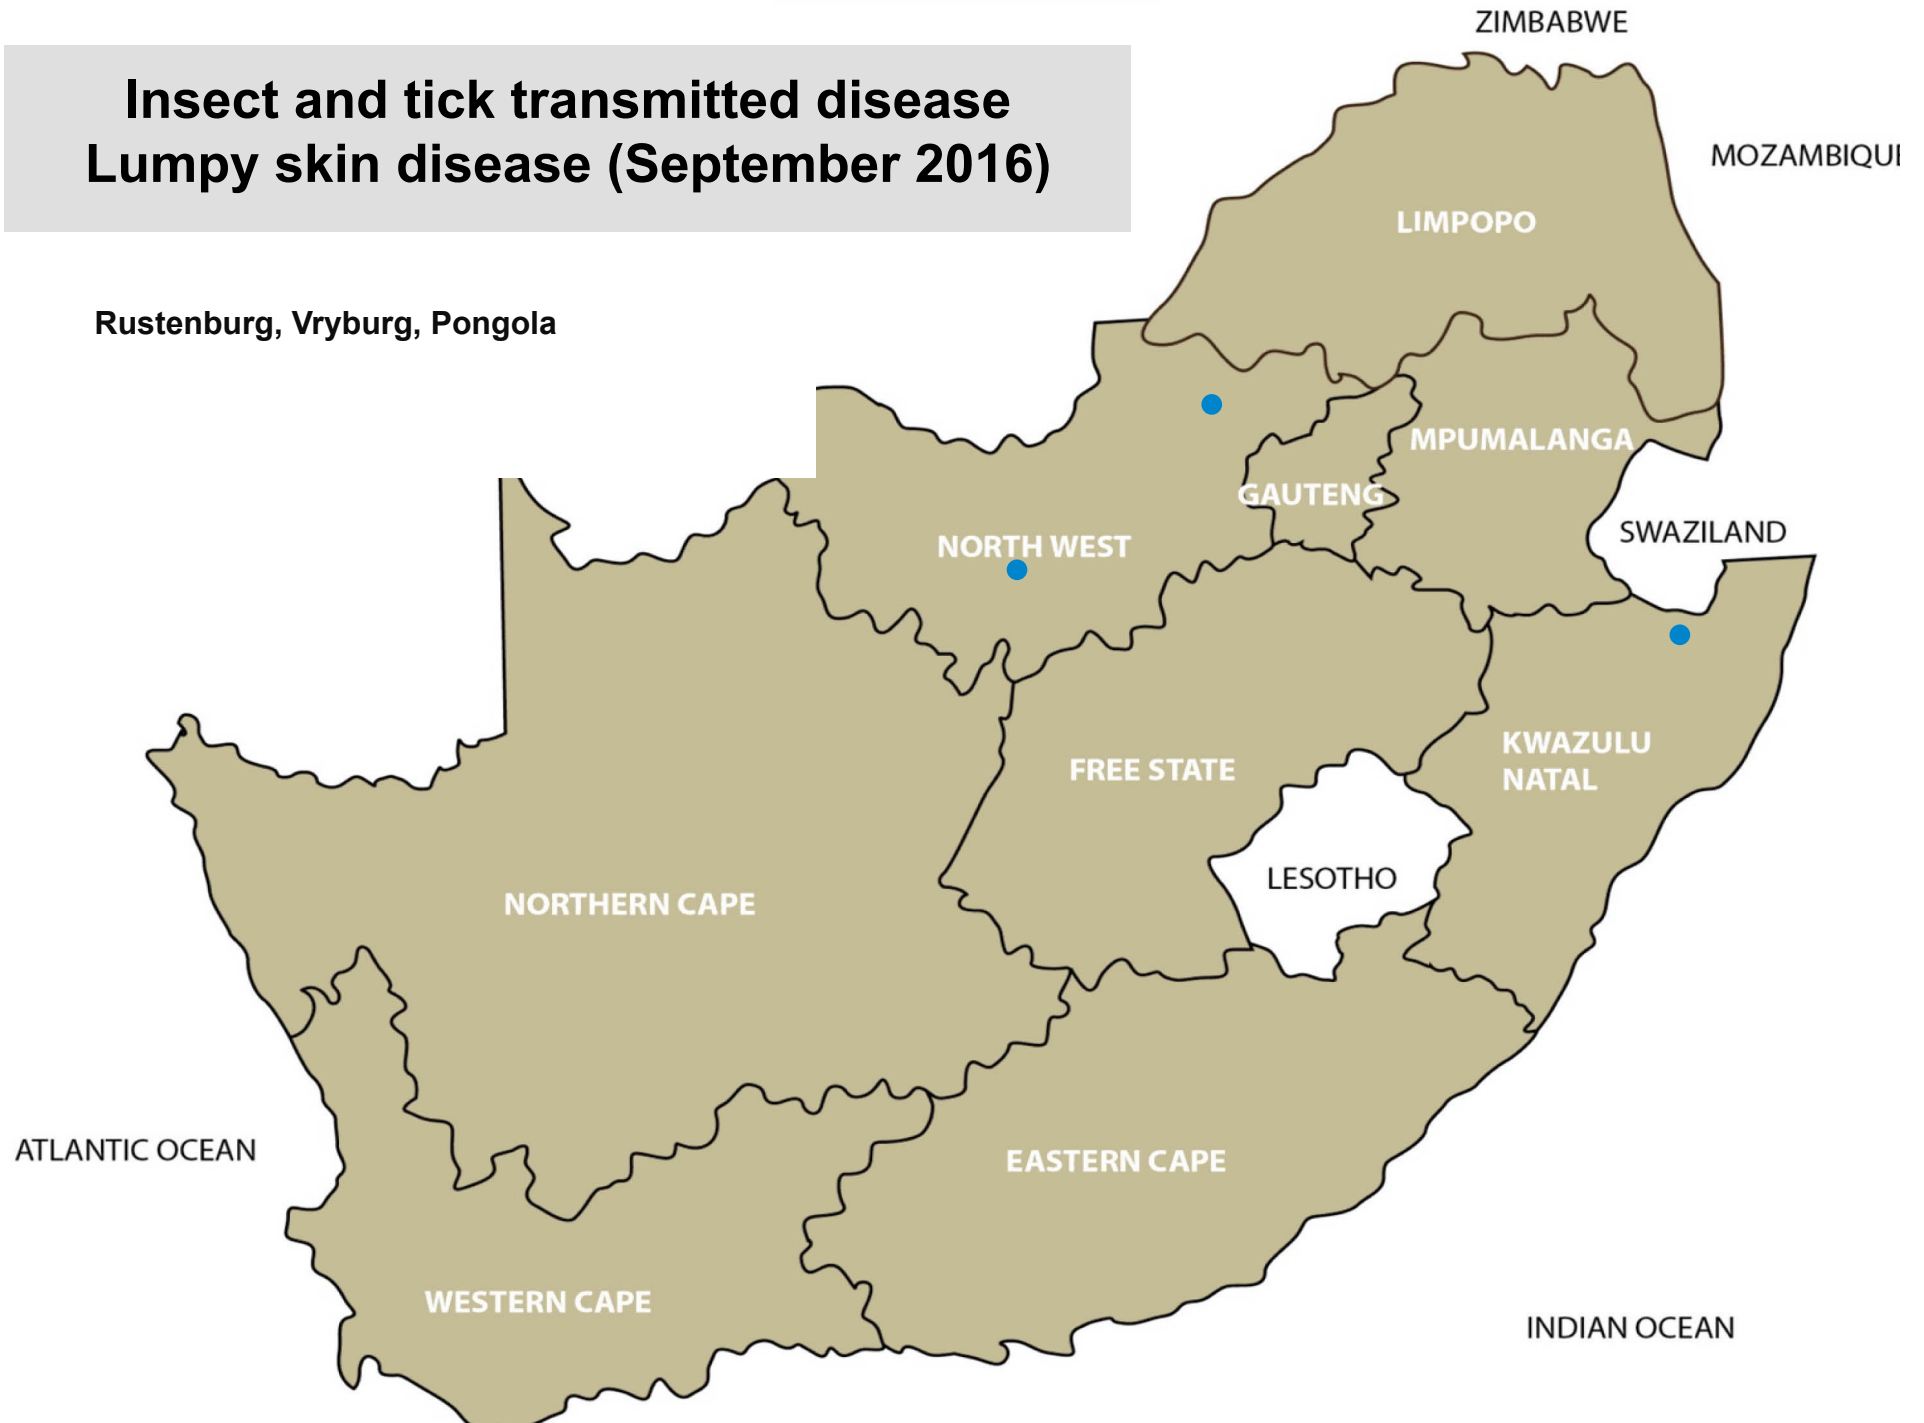 ZIMBABWE
Insect and tick transmitted disease
Lumpy skin disease (September 2016)
MOZAMBIQUI
LIMPOPO
Rustenburg, Vryburg, Pongola
MPUMALANGA
GAUTENG
SWAZILAND
NORTH WEST
KWAZULU
NATAL
FREE STATE
LESOTHO
NORTHERN CAPE
ATLANTIC OCEAN
EASTERN CAPE
WESTERN CAPE
INDIAN OCEAN